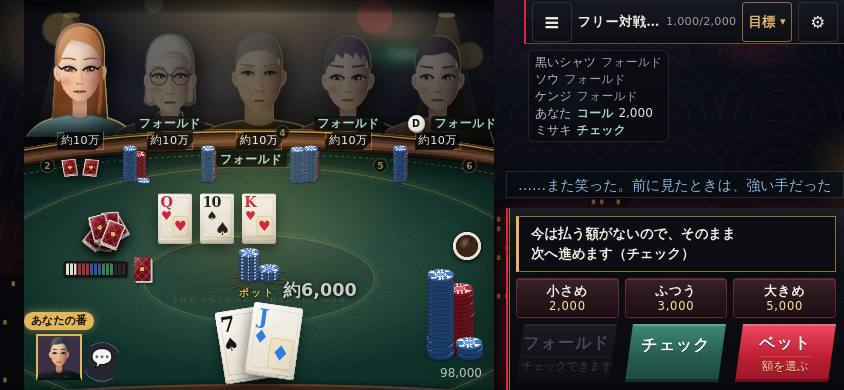 フォールド
フォールド
D
フォールド
約10万
約10万
約10万
4
約10万
約10万
フォールド
2
5
6
Q
10
K
ポット 約6,000
7
J
あなたの番
98,000
フリー対戦…
1,000/2,000
目標 ▾
黒いシャツ フォールド
ソウ フォールド
ケンジ フォールド
あなた コール 2,000
ミサキ チェック
……また笑った。前に見たときは、強い手だった
今は払う額がないので、そのまま
次へ進めます（チェック）
小さめ
2,000
ふつう
3,000
大きめ
5,000
フォールド
チェックできます
チェック
ベット
額を選ぶ